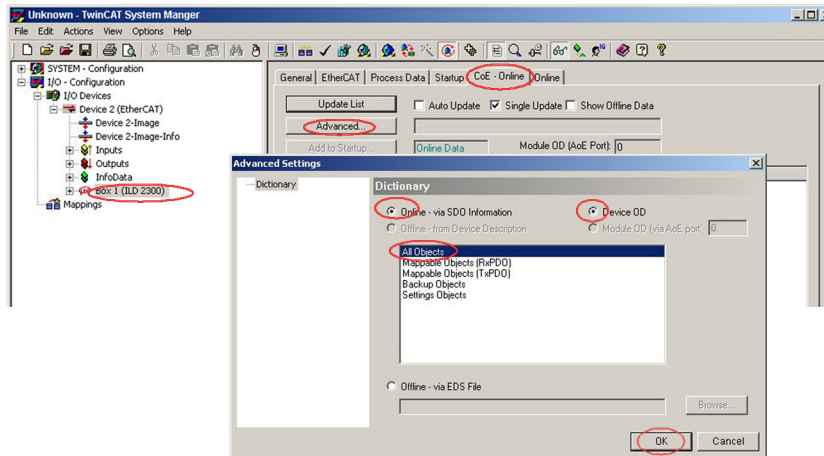 Unknown - TwinCAT System Manger
File Edit Actions View Options Help
SYSTEM - Configuration
I/O - Configuration
I/O Devices
Device 2 (EtherCAT)
Device 2-Image
Device 2-Image-Info
Inputs
Outputs
InfoData
Box 1 (ILD 2300)
Mappings
General EtherCAT Process Data Startup CoE - Online Online
Update List Auto Update Single Update Show Offline Data
Advanced...
Add to Startup... Online Data Module OD (AoE Port): 0
Advanced Settings
Dictionary
Dictionary
Online - via SDO Information Device OD
Offline - from Device Description Module OD (via AoE port 0
All Objects
Mappable Objects (RxPDO)
Mappable Objects (TxPDO)
Backup Objects
Settings Objects
Offline - via EDS File
Browse...
OK Cancel